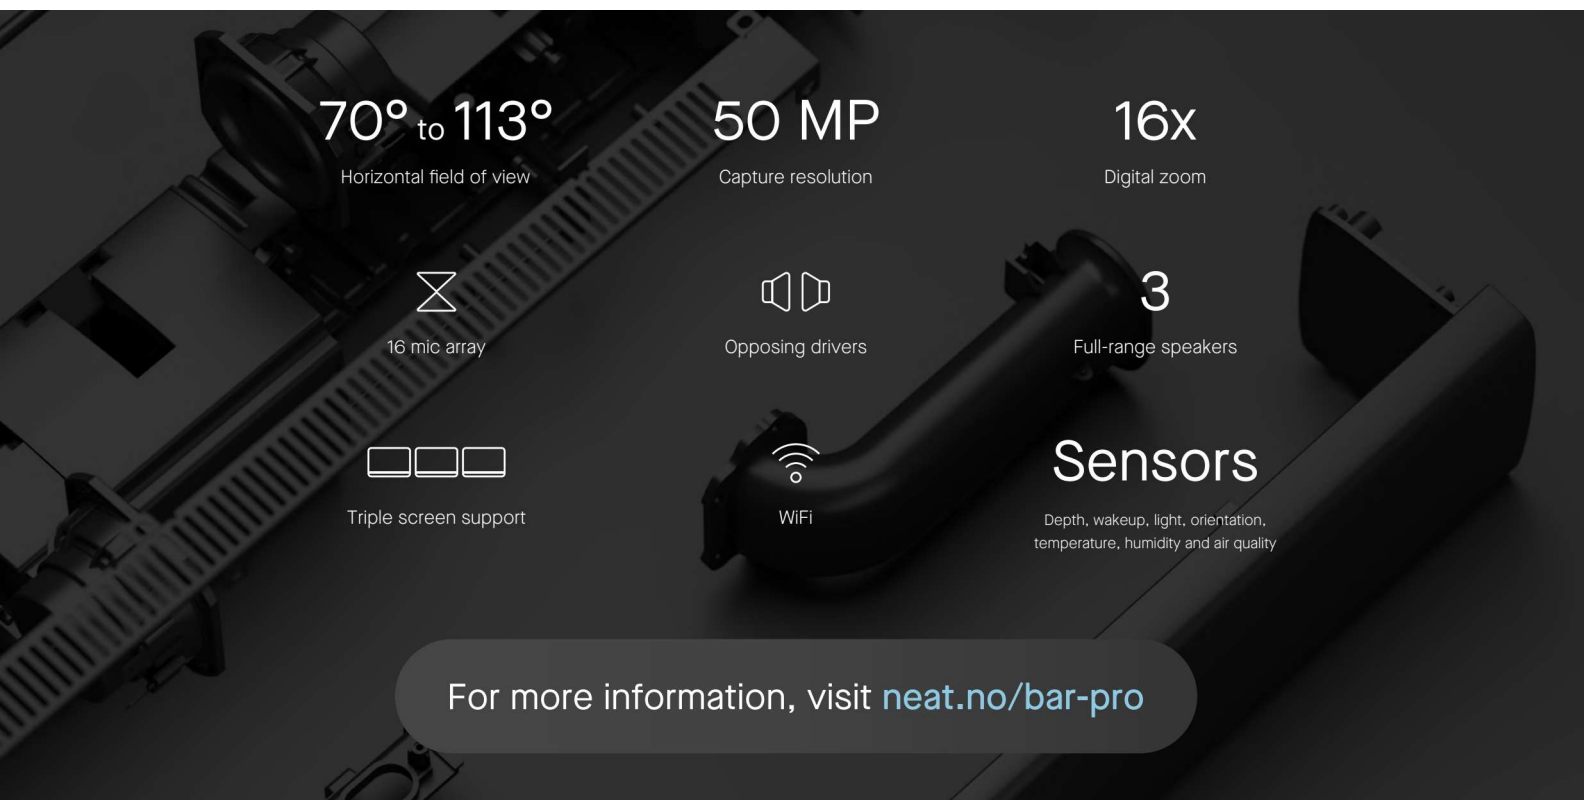 70° to 113°
Horizontal field of view
50 MP
Capture resolution
16x
Digital zoom
16 mic array
Opposing drivers
3
Full-range speakers
Triple screen support
WiFi
Sensors
Depth, wakeup, light, orientation,
temperature, humidity and air quality
For more information, visit neat.no/bar-pro